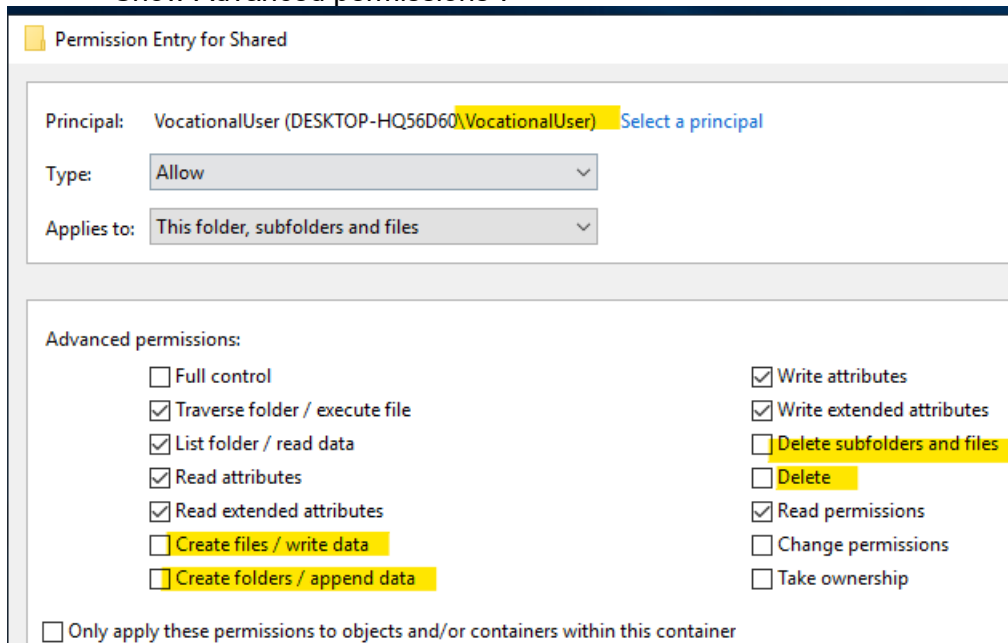 Show Advanced permissions".
Permission Entry for Shared
Principal: VocationalUser (DESKTOP-HQ56D60\VocationalUser) Select a principal
Type: Allow
Applies to: This folder, subfolders and files
Advanced permissions:
Full control
Traverse folder / execute file
List folder / read data
Read attributes
Read extended attributes
Create files / write data
Create folders / append data
Write attributes
Write extended attributes
Delete subfolders and files
Delete
Read permissions
Change permissions
Take ownership
Only apply these permissions to objects and/or containers within this container